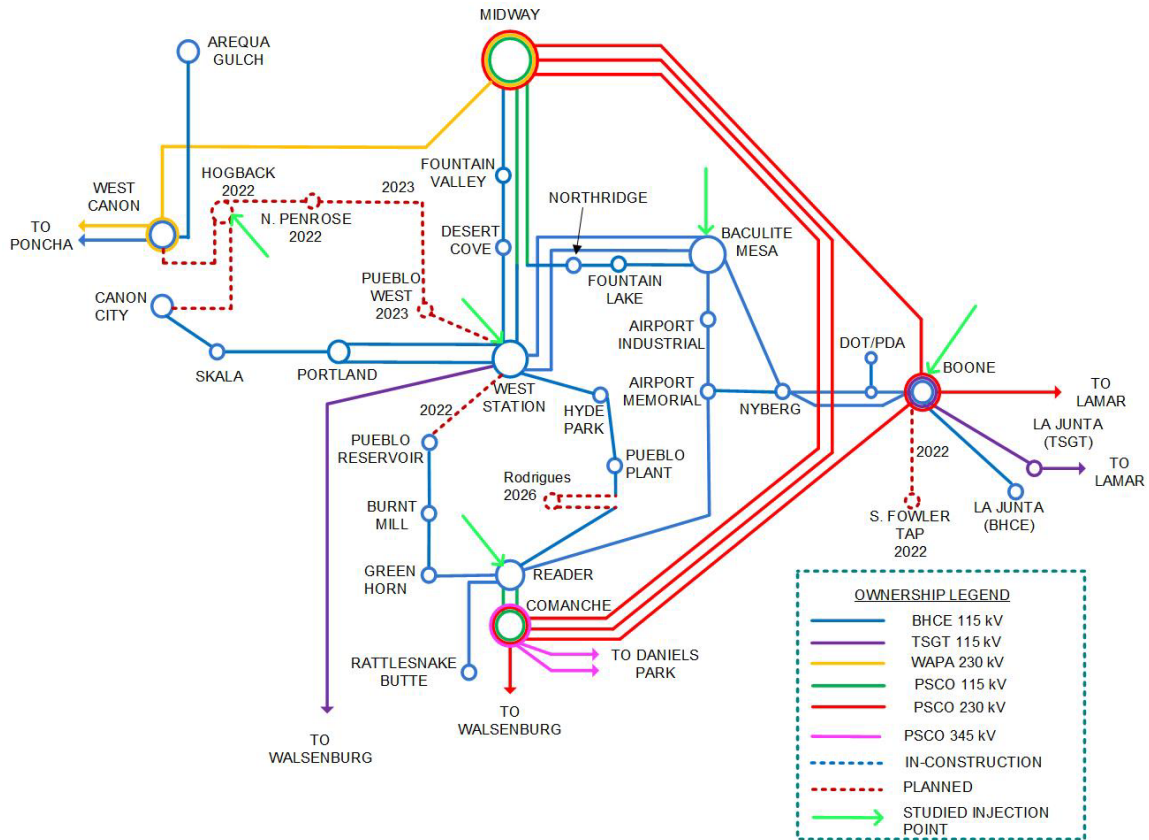 MIDWAY
AREQUA
GULCH
FOUNTAIN
VALLEY
HOGBACK
2022
2023
WEST
CANON
NORTHRIDGE
TO
PONCHA
N. PENROSE
2022
DESERT
COVE
BACULITE
MESA
FOUNTAIN
LAKE
PUEBLO
WEST
2023
CANON
CITY
AIRPORT
INDUSTRIAL
DOT/PDA
BOONE
SKALA
PORTLAND
WEST
STATION
AIRPORT
MEMORIAL
NYBERG
TO
LAMAR
HYDE
PARK
2022
LA JUNTA
(TSGT)
PUEBLO
RESERVOIR
2022
PUEBLO
PLANT
TO
LAMAR
Rodrigues
2026
LA JUNTA
(BHCE)
S. FOWLER
TAP
2022
BURNT
MILL
GREEN
HORN
READER
COMANCHE
RATTLESNAKE
BUTTE
TO DANIELS
PARK
TO
WALSENBURG
TO
WALSENBURG
OWNERSHIP LEGEND
BHCE 115 kV
TSGT 115 kV
WAPA 230 kV
PSCO 115 kV
PSCO 230 kV
PSCO 345 kV
IN-CONSTRUCTION
PLANNED
STUDIED INJECTION
POINT